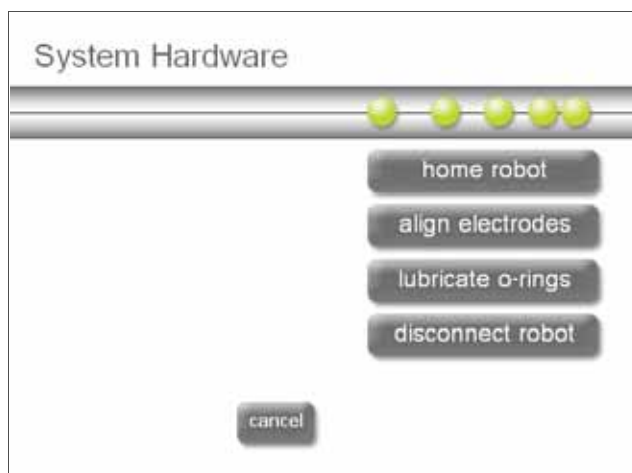 System Hardware
home robot
align electrodes
lubricate o-rings
disconnect robot
cancel